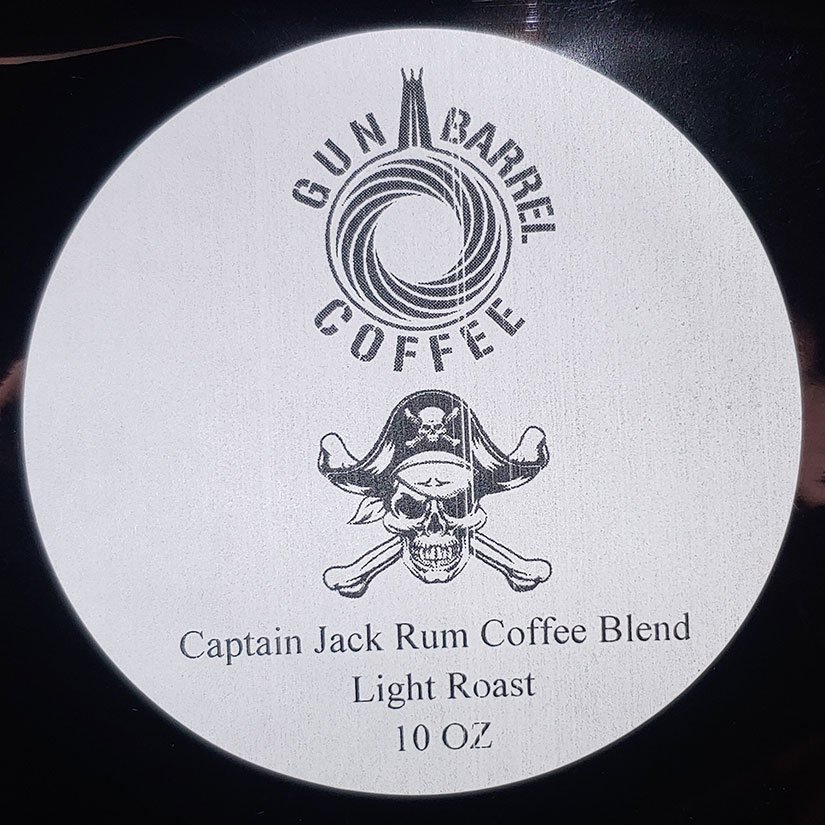 GUN BARREL
COFFEE
Captain Jack Rum Coffee Blend
Light Roast
10 OZ